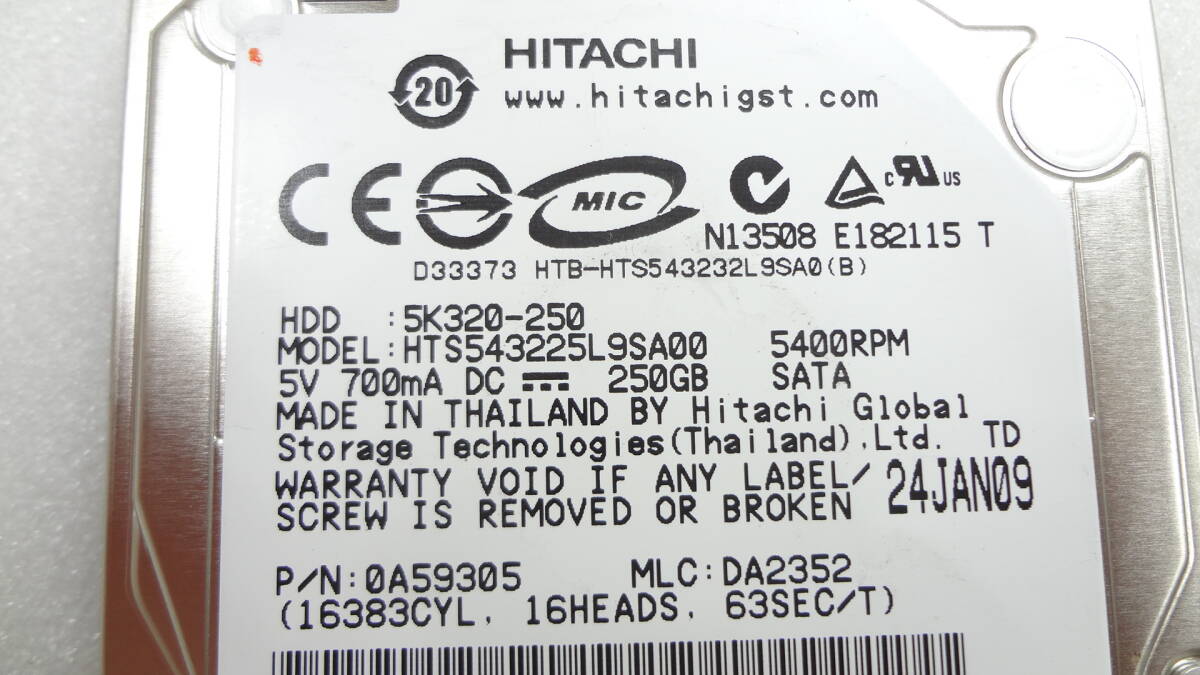 HITACHI
20
www.hitachigst.com
CE
MIC
c RU US
N13508 E182115 T
D33373 HTB-HTS543232L9SA0(B)
HDD :5K320-250
MODEL:HTS543225L9SA00 5400RPM
5V 700mA DC 250GB SATA
MADE IN THAILAND BY Hitachi Global
Storage Technologies(Thailand).Ltd. TD
WARRANTY VOID IF ANY LABEL/ 24JAN09
SCREW IS REMOVED OR BROKEN
P/N:0A59305 MLC:DA2352
(16383CYL, 16HEADS, 63SEC/T)